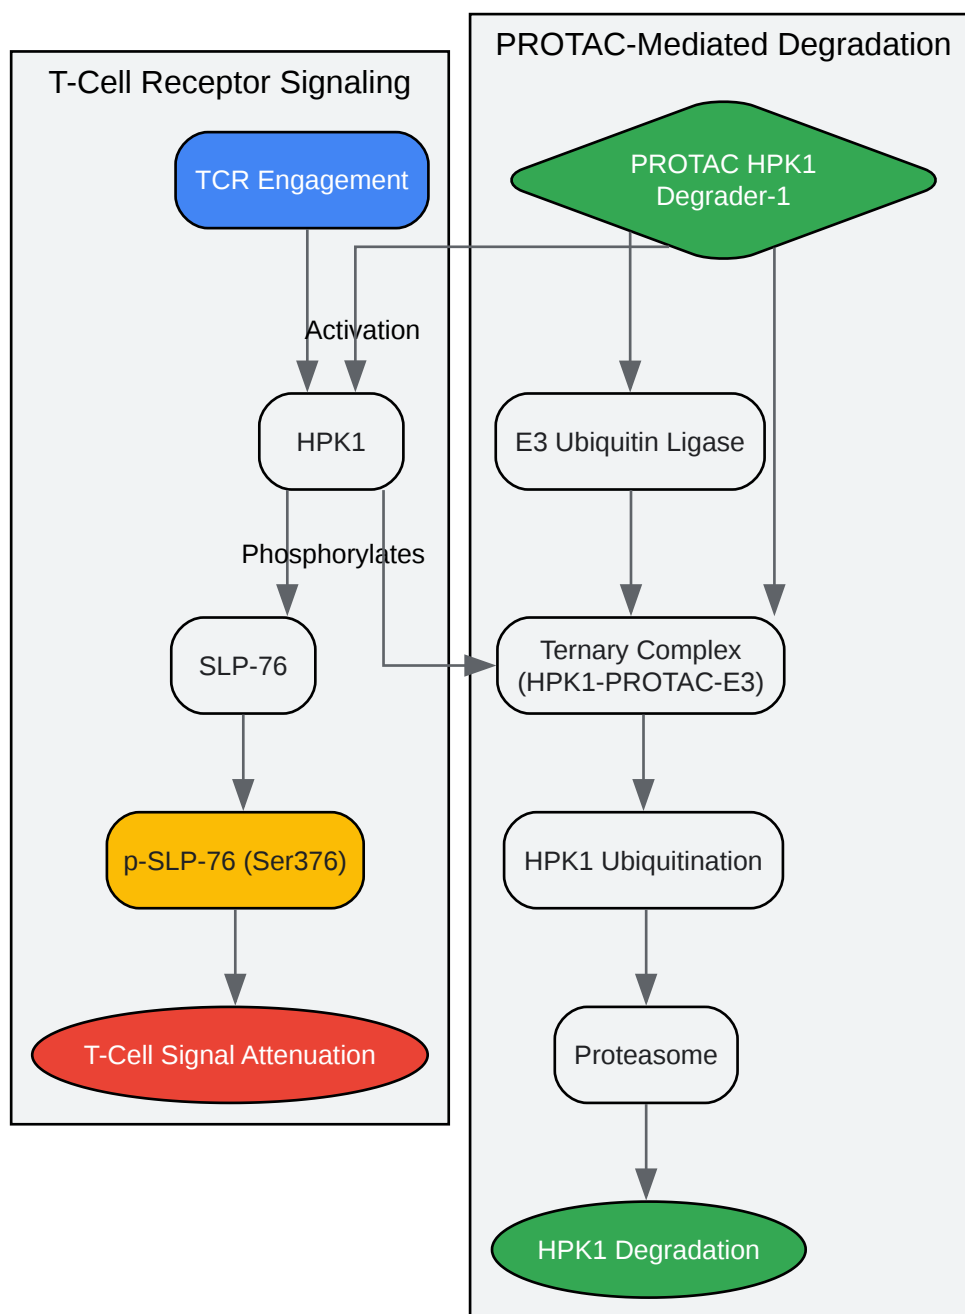 T-Cell Receptor Signaling
TCR Engagement
Activation
HPK1
Phosphorylates
SLP-76
p-SLP-76 (Ser376)
T-Cell Signal Attenuation
PROTAC-Mediated Degradation
PROTAC HPK1
Degrader-1
E3 Ubiquitin Ligase
Ternary Complex
(HPK1-PROTAC-E3)
HPK1 Ubiquitination
Proteasome
HPK1 Degradation